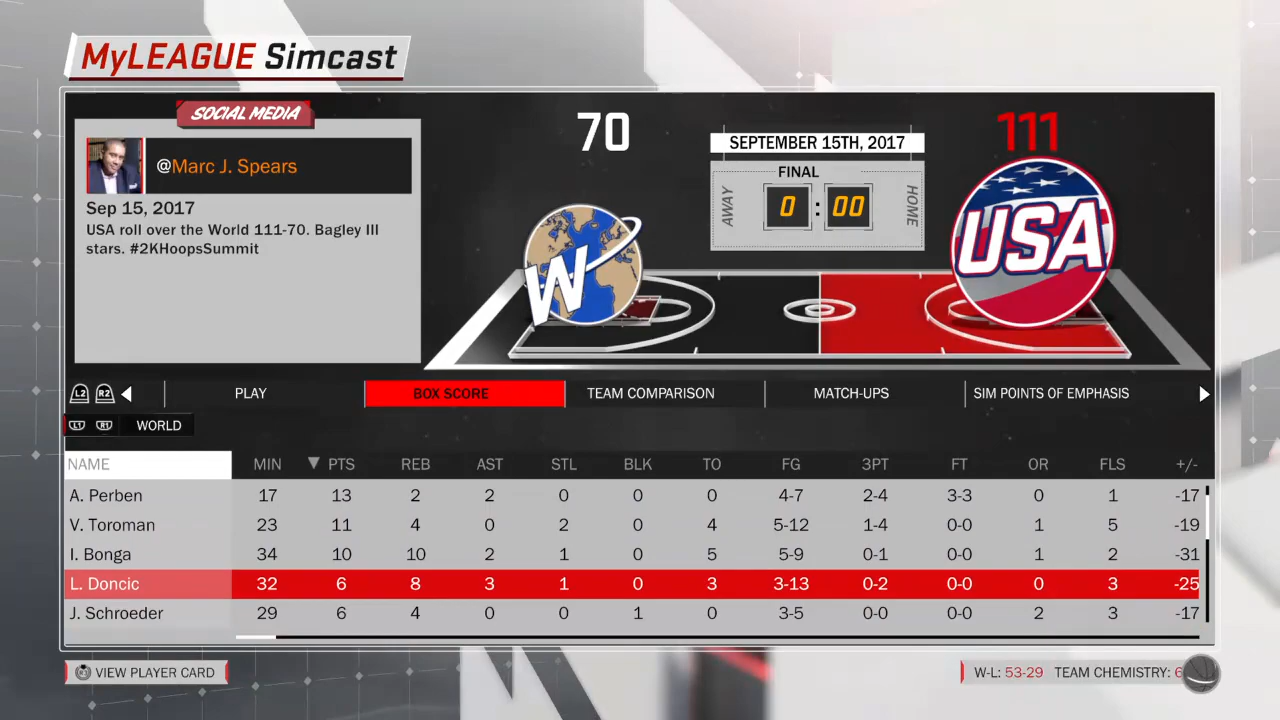 MyLEAGUE Simcast
SOCIAL MEDIA
@Marc J. Spears
Sep 15, 2017
USA roll over the World 111-70. Bagley III
stars. #2KHoopsSummit
70
SEPTEMBER 15TH, 2017
111
FINAL
AWAY
0 : 00
HOME
W
USA
L2 R2 PLAY BOX SCORE TEAM COMPARISON MATCH-UPS SIM POINTS OF EMPHASIS
L1 R1 WORLD
NAME MIN PTS REB AST STL BLK TO FG 3PT FT OR FLS +/-
A. Perben 17 13 2 2 0 0 0 4-7 2-4 3-3 0 1 -17
V. Toroman 23 11 4 0 2 0 4 5-12 1-4 0-0 1 5 -19
I. Bonga 34 10 10 2 1 0 5 5-9 0-1 0-0 1 2 -31
L. Doncic 32 6 8 3 1 0 3 3-13 0-2 0-0 0 3 -25
J. Schroeder 29 6 4 0 0 1 0 3-5 0-0 0-0 2 3 -17
VIEW PLAYER CARD
W-L: 53-29 TEAM CHEMISTRY: 6